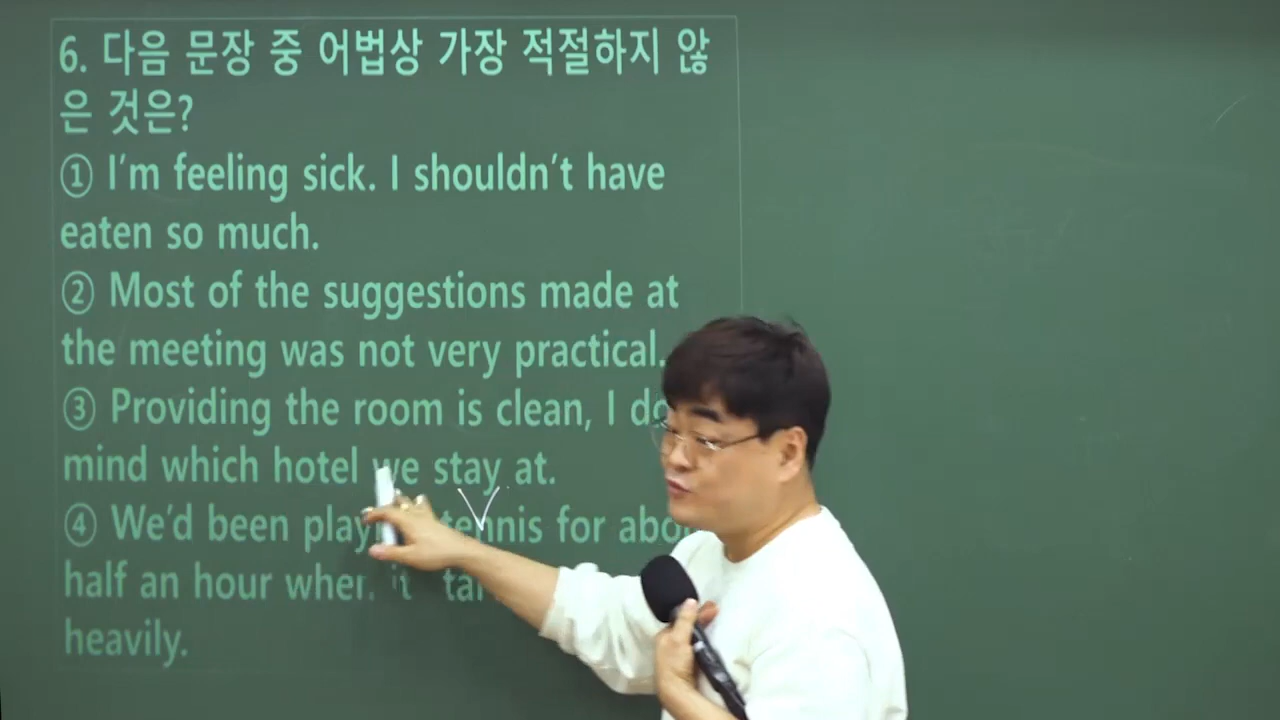 6. 다음 문장 중 어법상 가장 적절하지 않
은 것은?
① I'm feeling sick. I shouldn't have
eaten so much.
② Most of the suggestions made at
the meeting was not very practical.
③ Providing the room is clean, I
mind which hotel we stay at.
④ We'd been tennis for
half an hour
heavily.
V